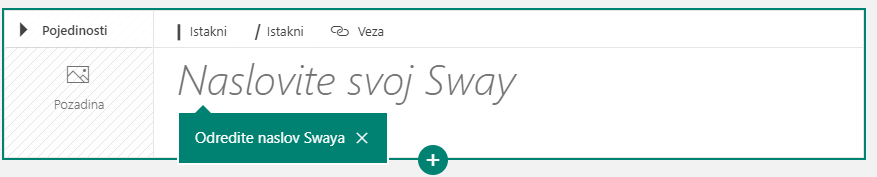 Pojedinosti
Istakni
Istakni
Veza
Pozadina
Naslovite svoj Sway
Odredite naslov Swaya